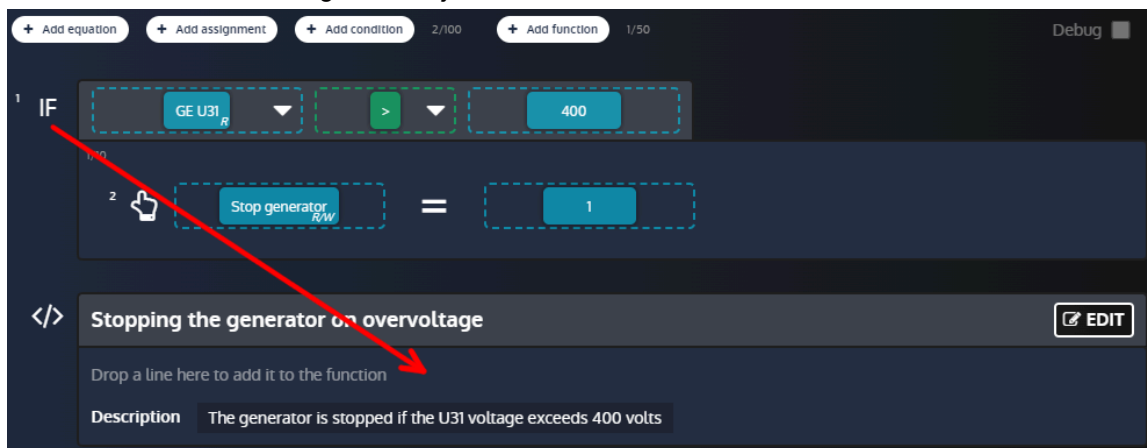 + Add equation + Add assignment + Add condition 2/100 + Add function 1/50 Debug
1 IF GE U31 R > 400
1/10
2 Stop generator R/W = 1
</> Stopping the generator on overvoltage EDIT
Drop a line here to add it to the function
Description The generator is stopped if the U31 voltage exceeds 400 volts